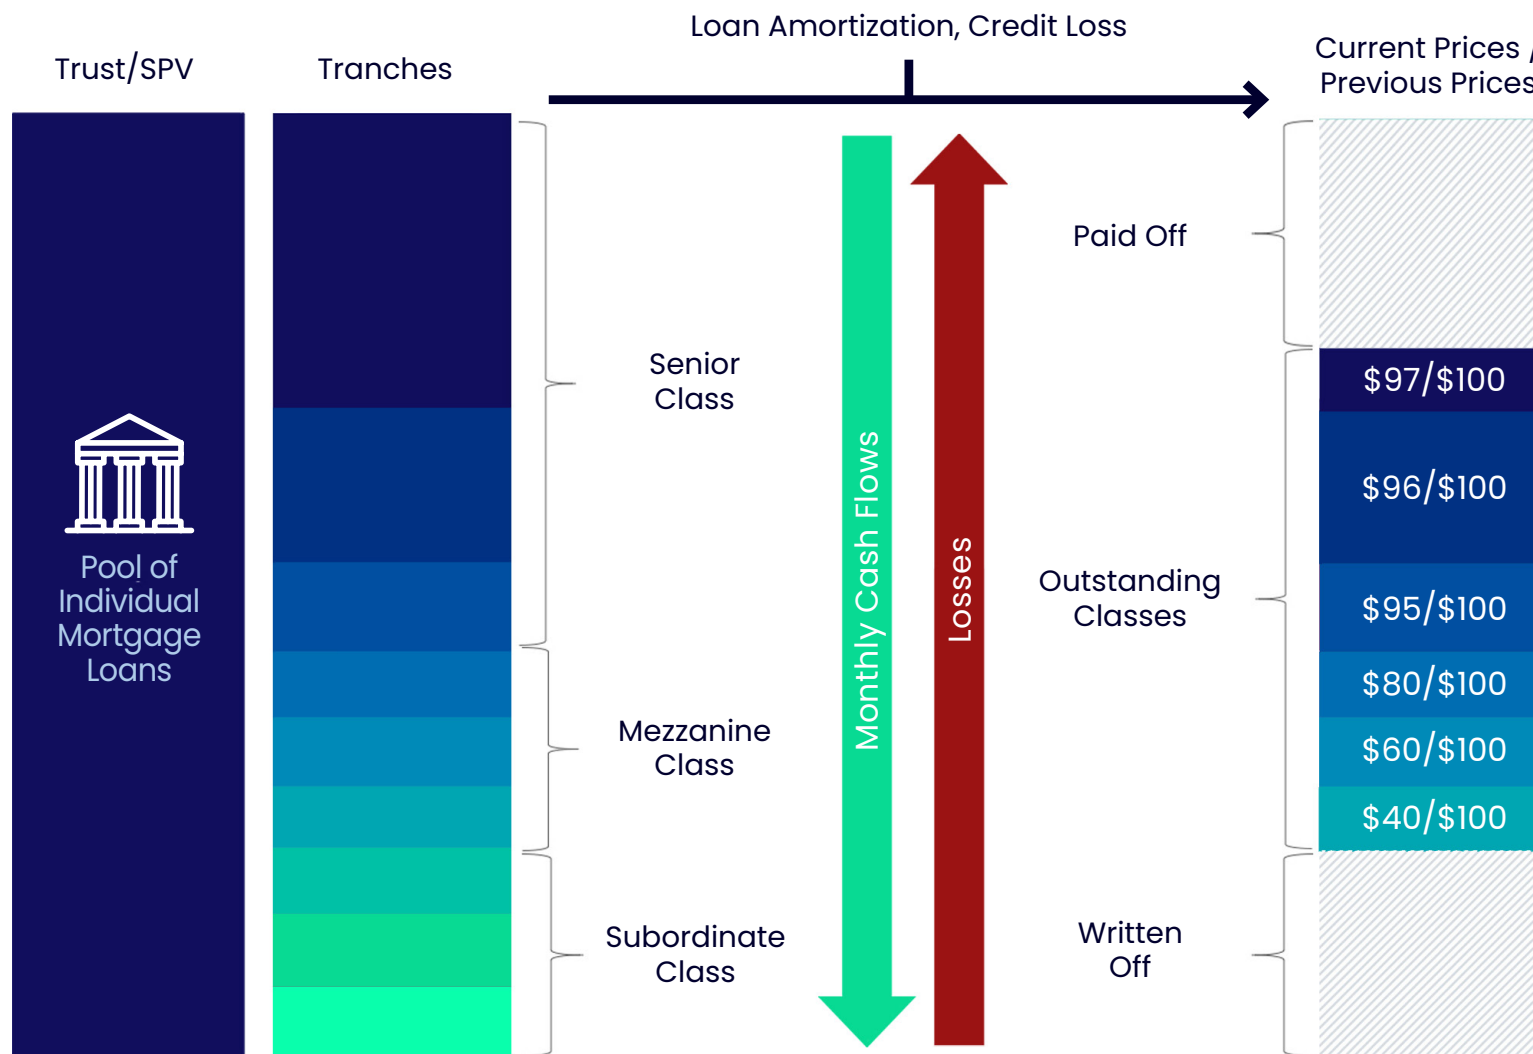 Loan Amortization, Credit Loss
Trust/SPV
Tranches
Current Prices /
Previous Prices
Pool of
Individual
Mortgage
Loans
Senior
Class
Mezzanine
Class
Subordinate
Class
Monthly Cash Flows
Losses
Paid Off
Outstanding
Classes
Written
Off
$97/$100
$96/$100
$95/$100
$80/$100
$60/$100
$40/$100